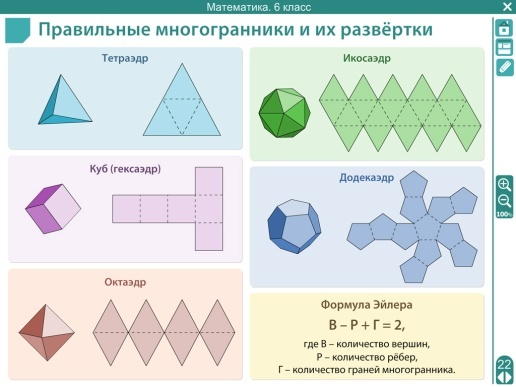 Математика. 6 класс
Правильные многогранники и их развёртки
Тетраэдр
Икосаэдр
Куб (гексаэдр)
Додекаэдр
Октаэдр
Формула Эйлера
В – Р + Г = 2,
где В – количество вершин,
Р – количество рёбер,
Г – количество граней многогранника.
100%
22